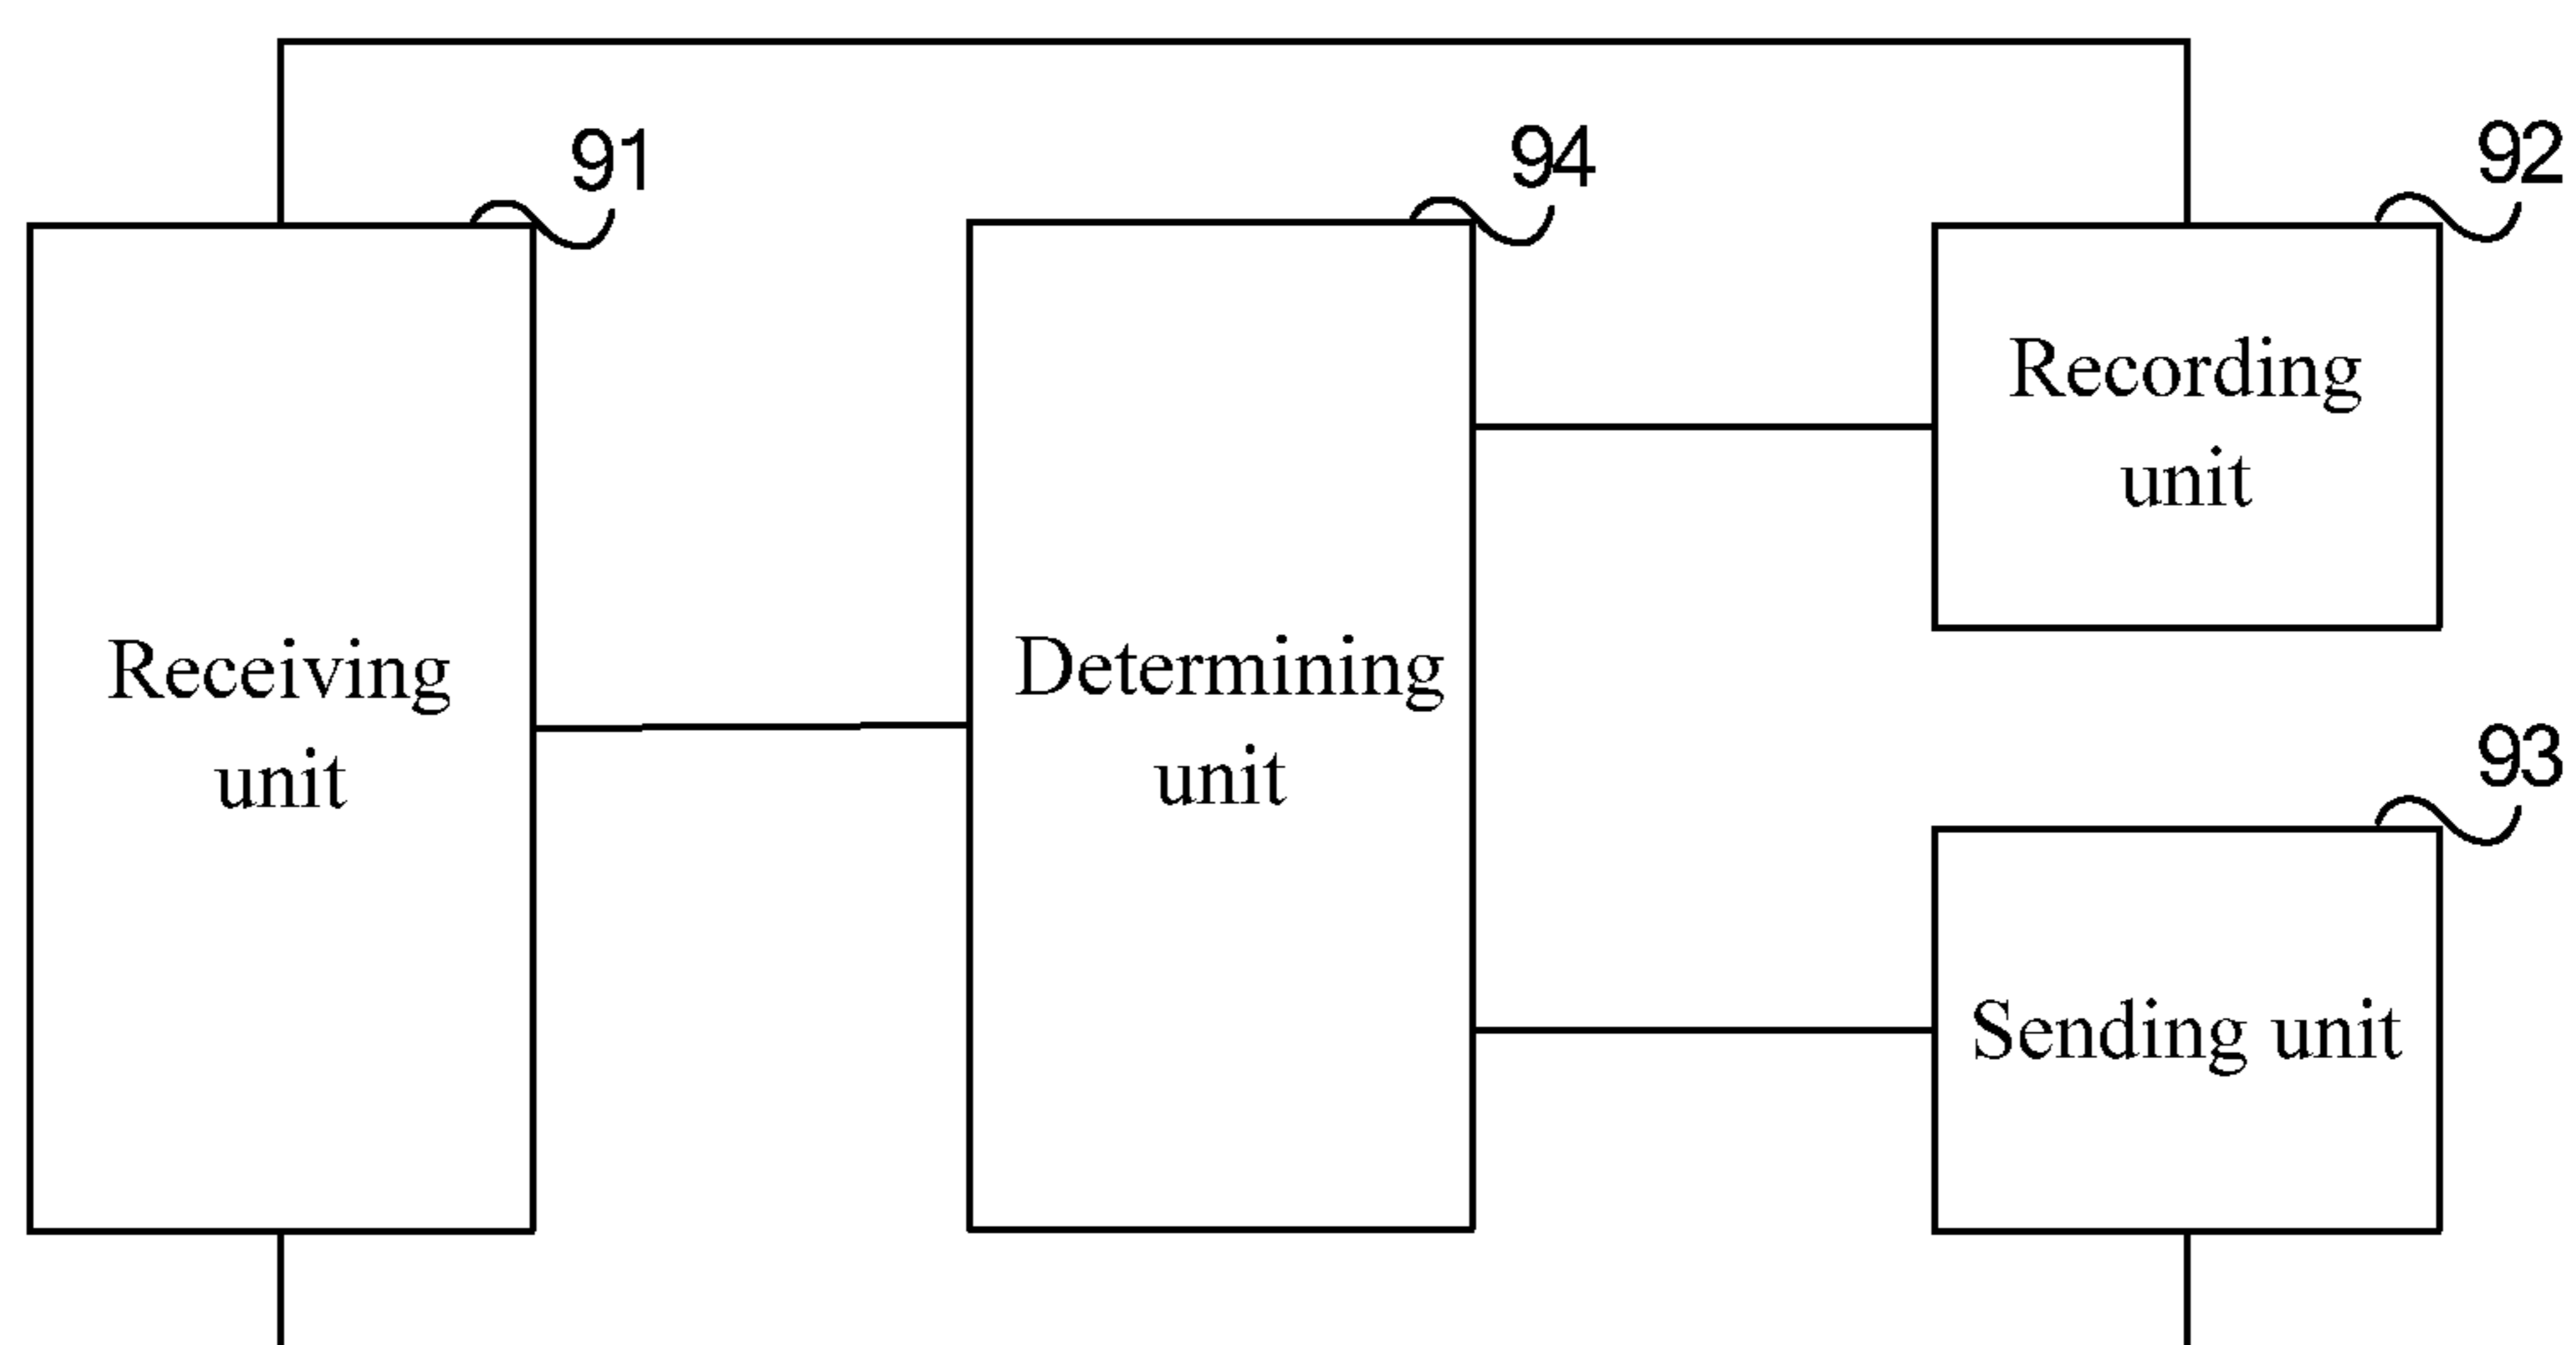 91
94
92
Receiving
unit
Determining
unit
Recording
unit
93
Sending unit